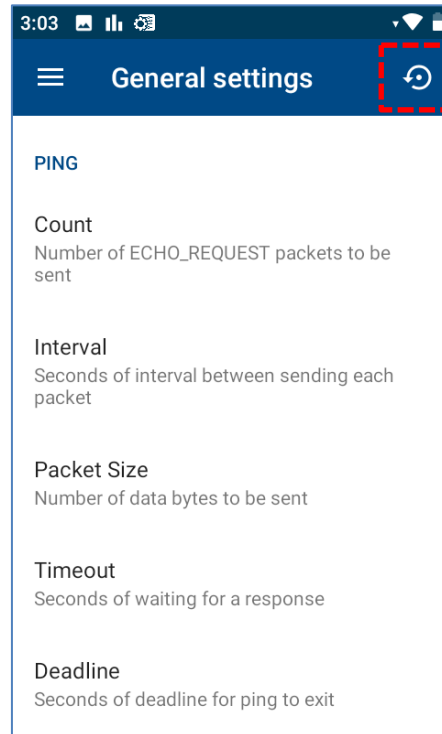 3:03
General settings
PING
Count
Number of ECHO_REQUEST packets to be
sent
Interval
Seconds of interval between sending each
packet
Packet Size
Number of data bytes to be sent
Timeout
Seconds of waiting for a response
Deadline
Seconds of deadline for ping to exit